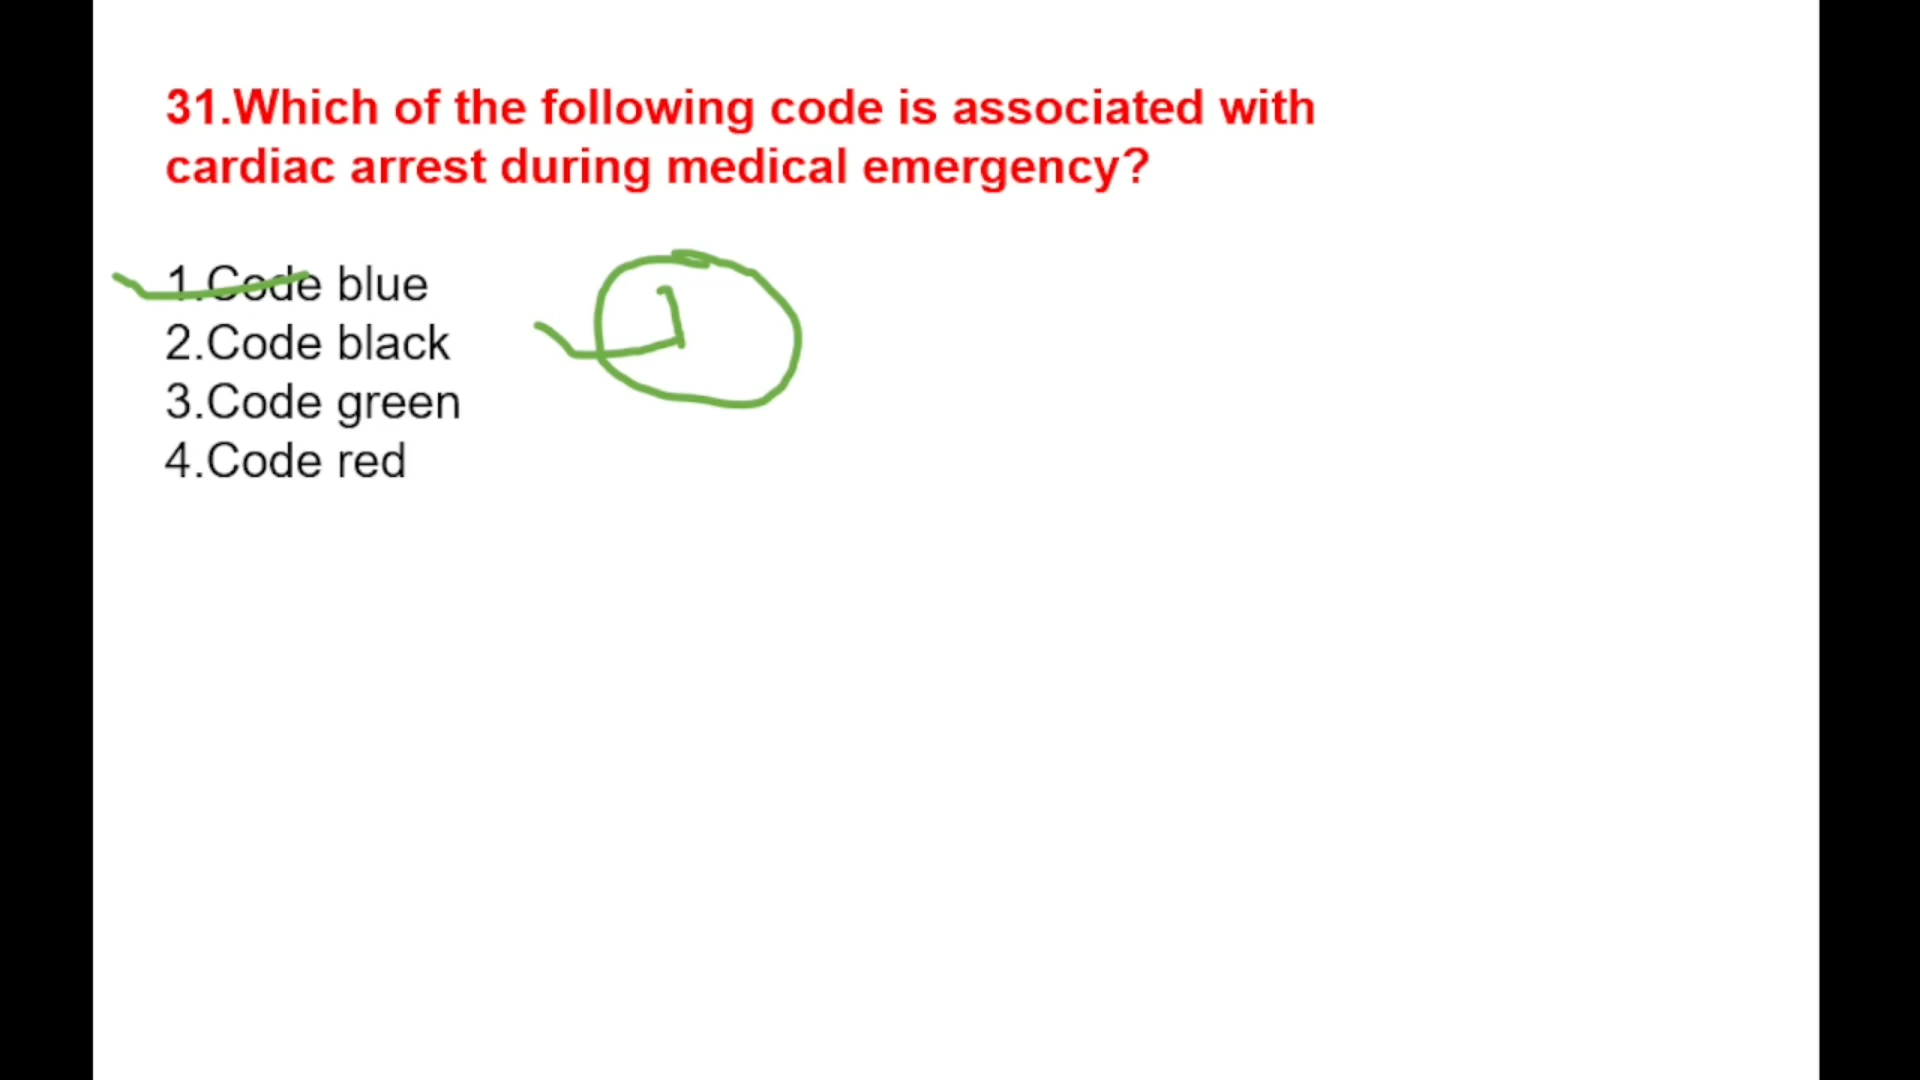 31.Which of the following code is associated with
cardiac arrest during medical emergency?
1.Code blue
1
2.Code black
3.Code green
4.Code red